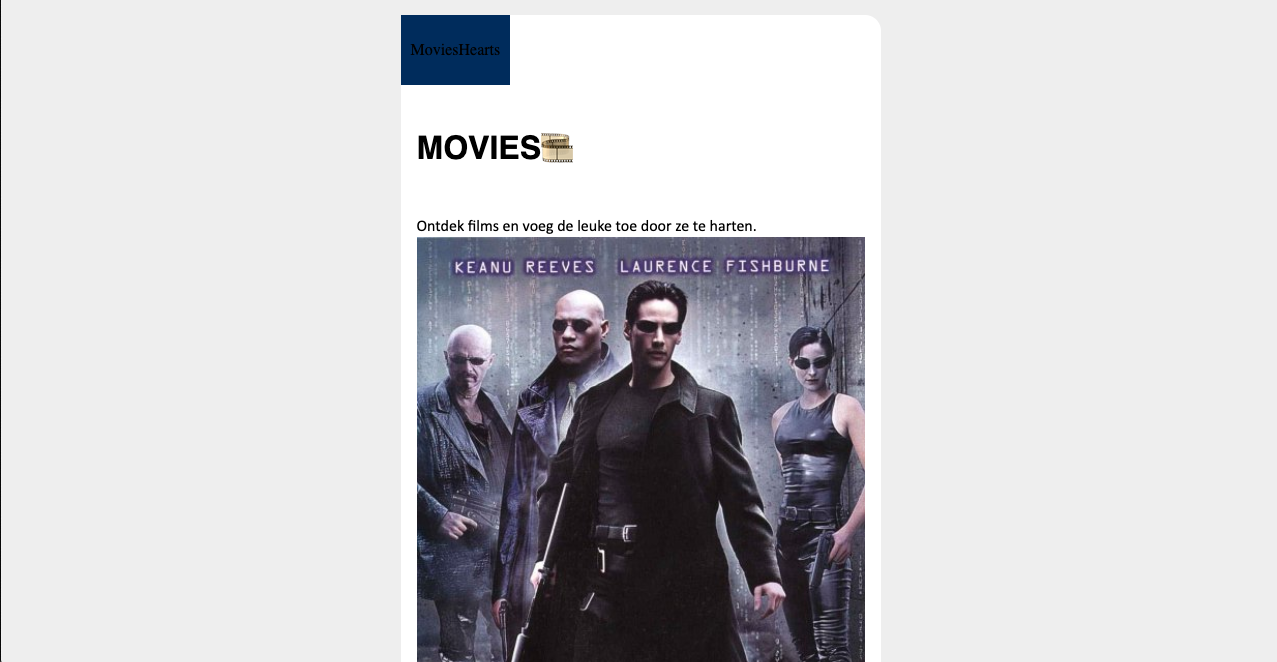 MoviesHearts
MOVIES🎞️
Ontdek films en voeg de leuke toe door ze te harten.
KEANU REEVES LAURENCE FISHBURNE